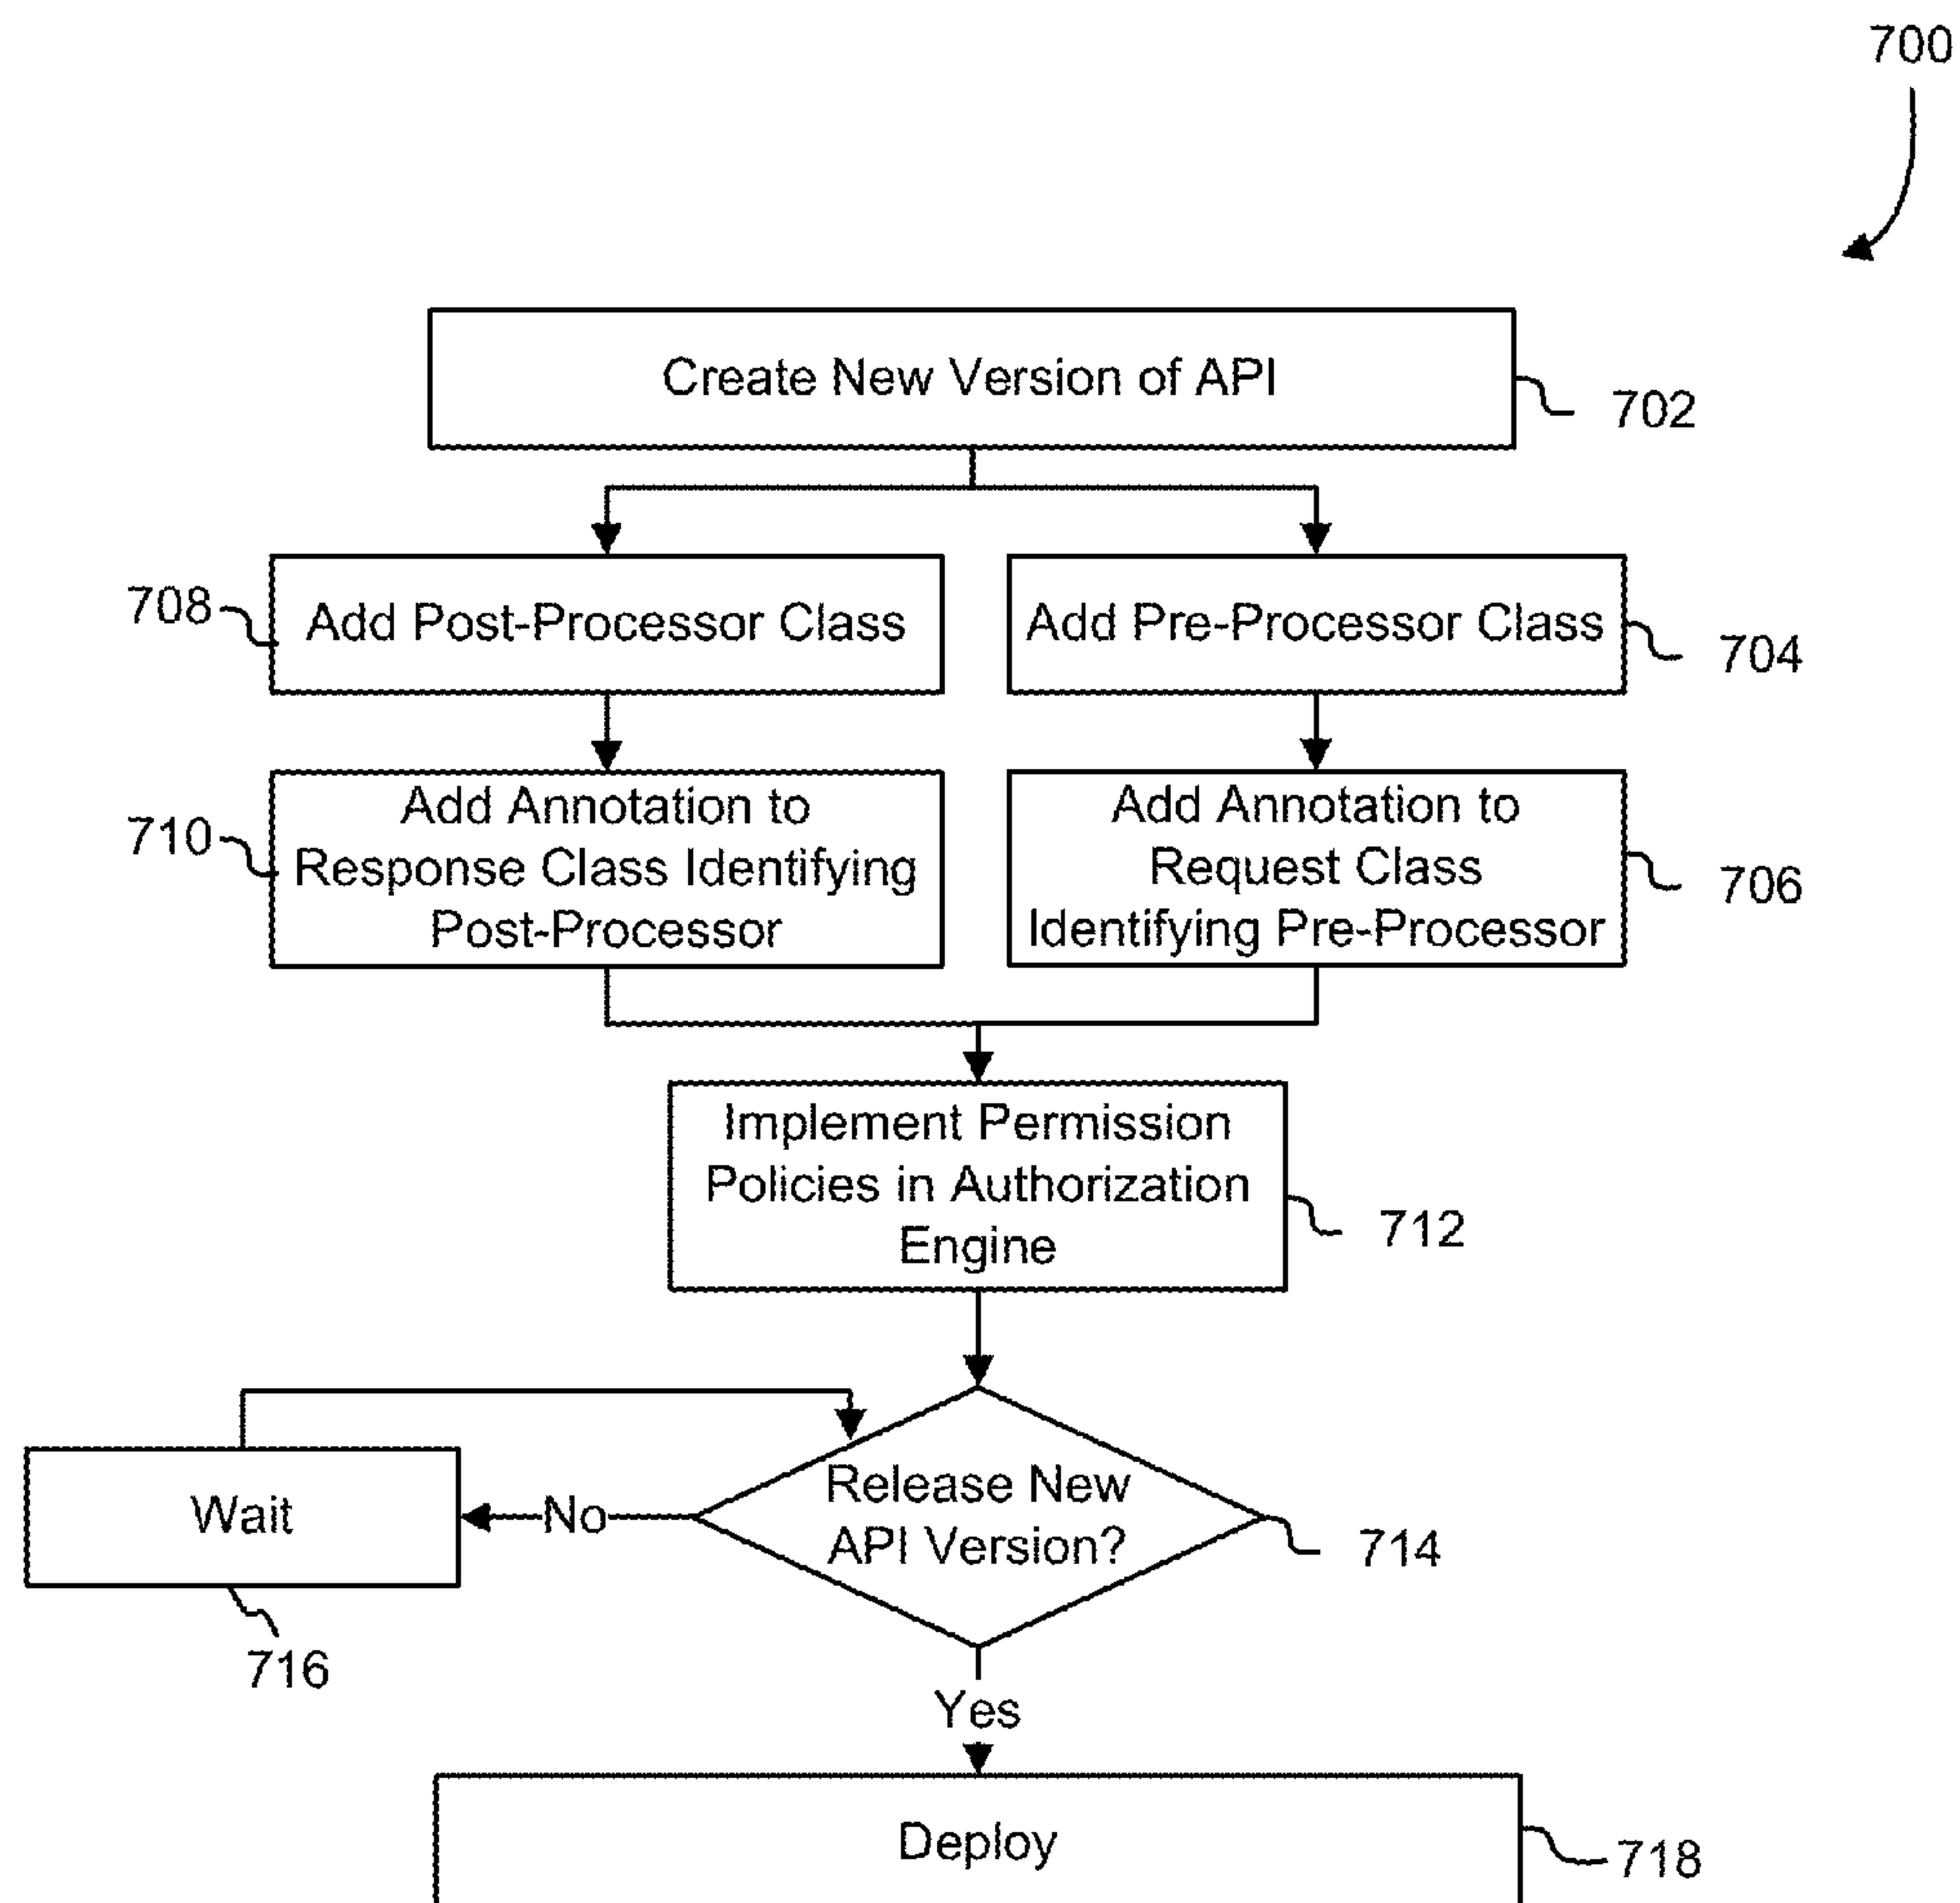 700
Create New Version of API
702
708
Add Post-Processor Class
Add Pre-Processor Class
704
710
Add Annotation to
Response Class Identifying
Post-Processor
Add Annotation to
Request Class
Identifying Pre-Processor
706
Implement Permission
Policies in Authorization
Engine
712
Wait
716
No
Release New
API Version?
714
Yes
Deploy
718